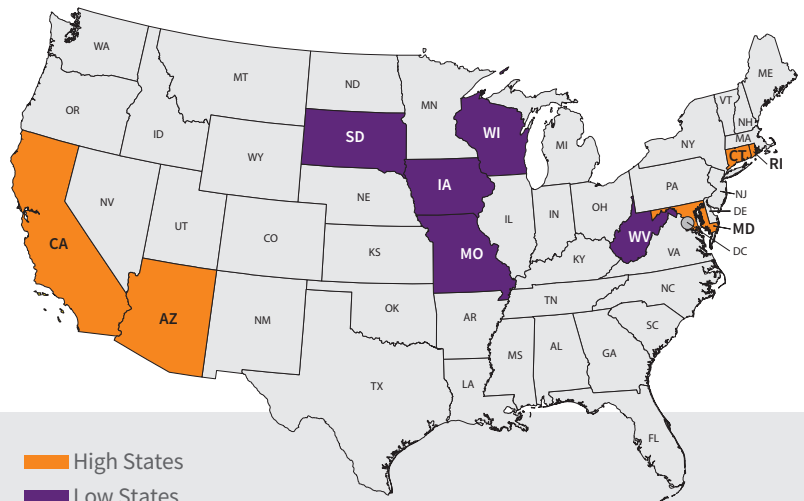 WA
MT
ND
MN
ME
VT
NH
OR
ID
SD
WI
MI
NY
MA
CT
RI
WY
IA
PA
NJ
NV
NE
IL
IN
OH
DE
MD
CA
UT
CO
KS
MO
WV
VA
DC
KY
AZ
NM
OK
AR
TN
NC
SC
MS
AL
GA
TX
LA
FL
High States
Low States